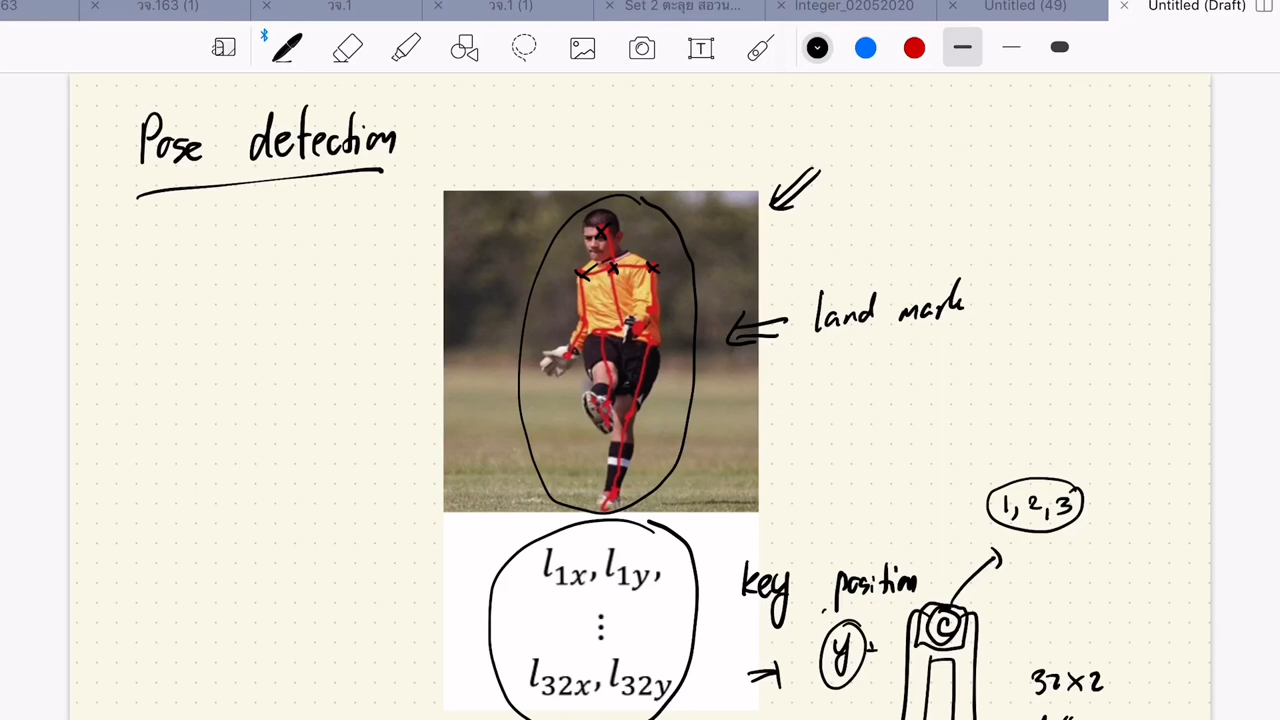 63
วจ.163 (1)
วจ.1
วจ.1 (1)
Set 2 ตะลุย สอวน...
Integer_02052020
Untitled (49)
Untitled (Draft)
T
Pose detection
land mark
1, 2, 3
l1x, l1y,
⋮
l32x, l32y
key position
y
32 x 2